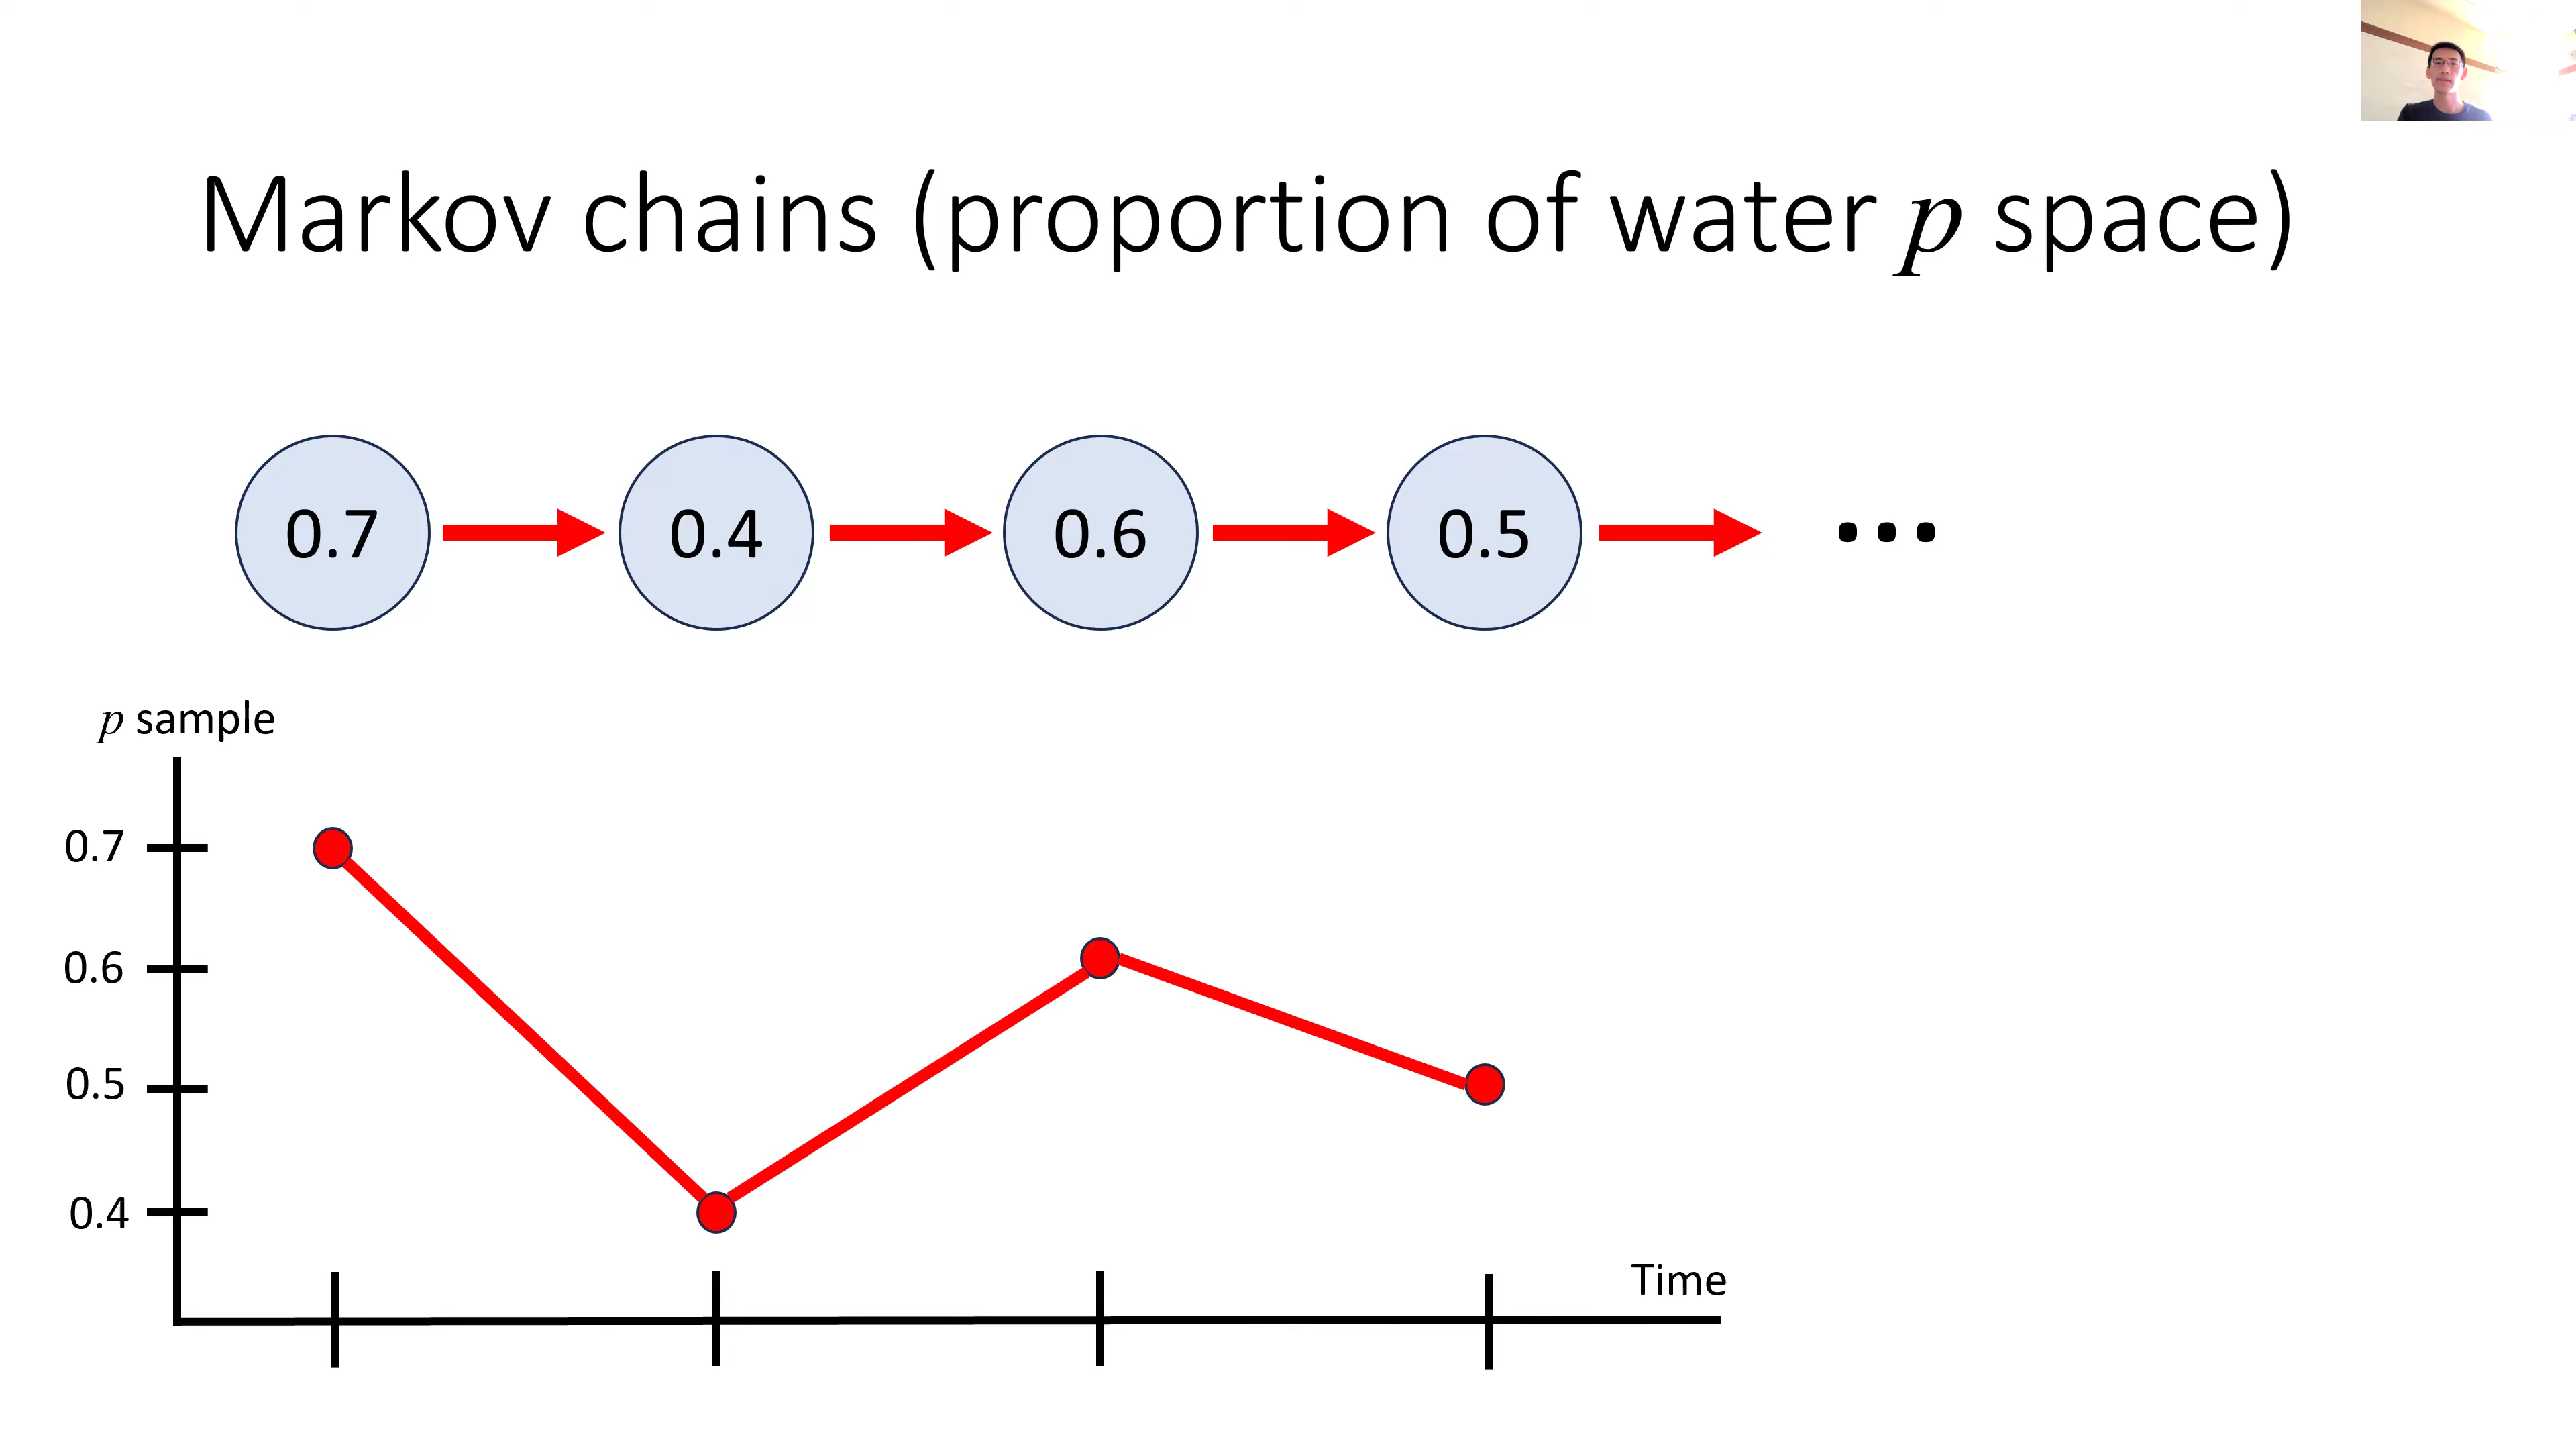 Markov chains (proportion of water p space)
0.7 0.4 0.6 0.5 ...
p sample
0.7
0.6
0.5
0.4
Time